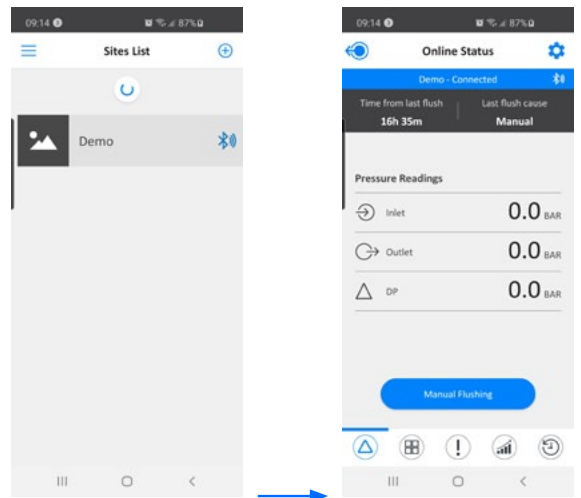 09:14
87%
Sites List
Demo
09:14
87%
Online Status
Demo - Connected
Time from last flush
16h 35m
Last flush cause
Manual
Pressure Readings
Inlet
0.0 BAR
Outlet
0.0 BAR
DP
0.0 BAR
Manual Flushing